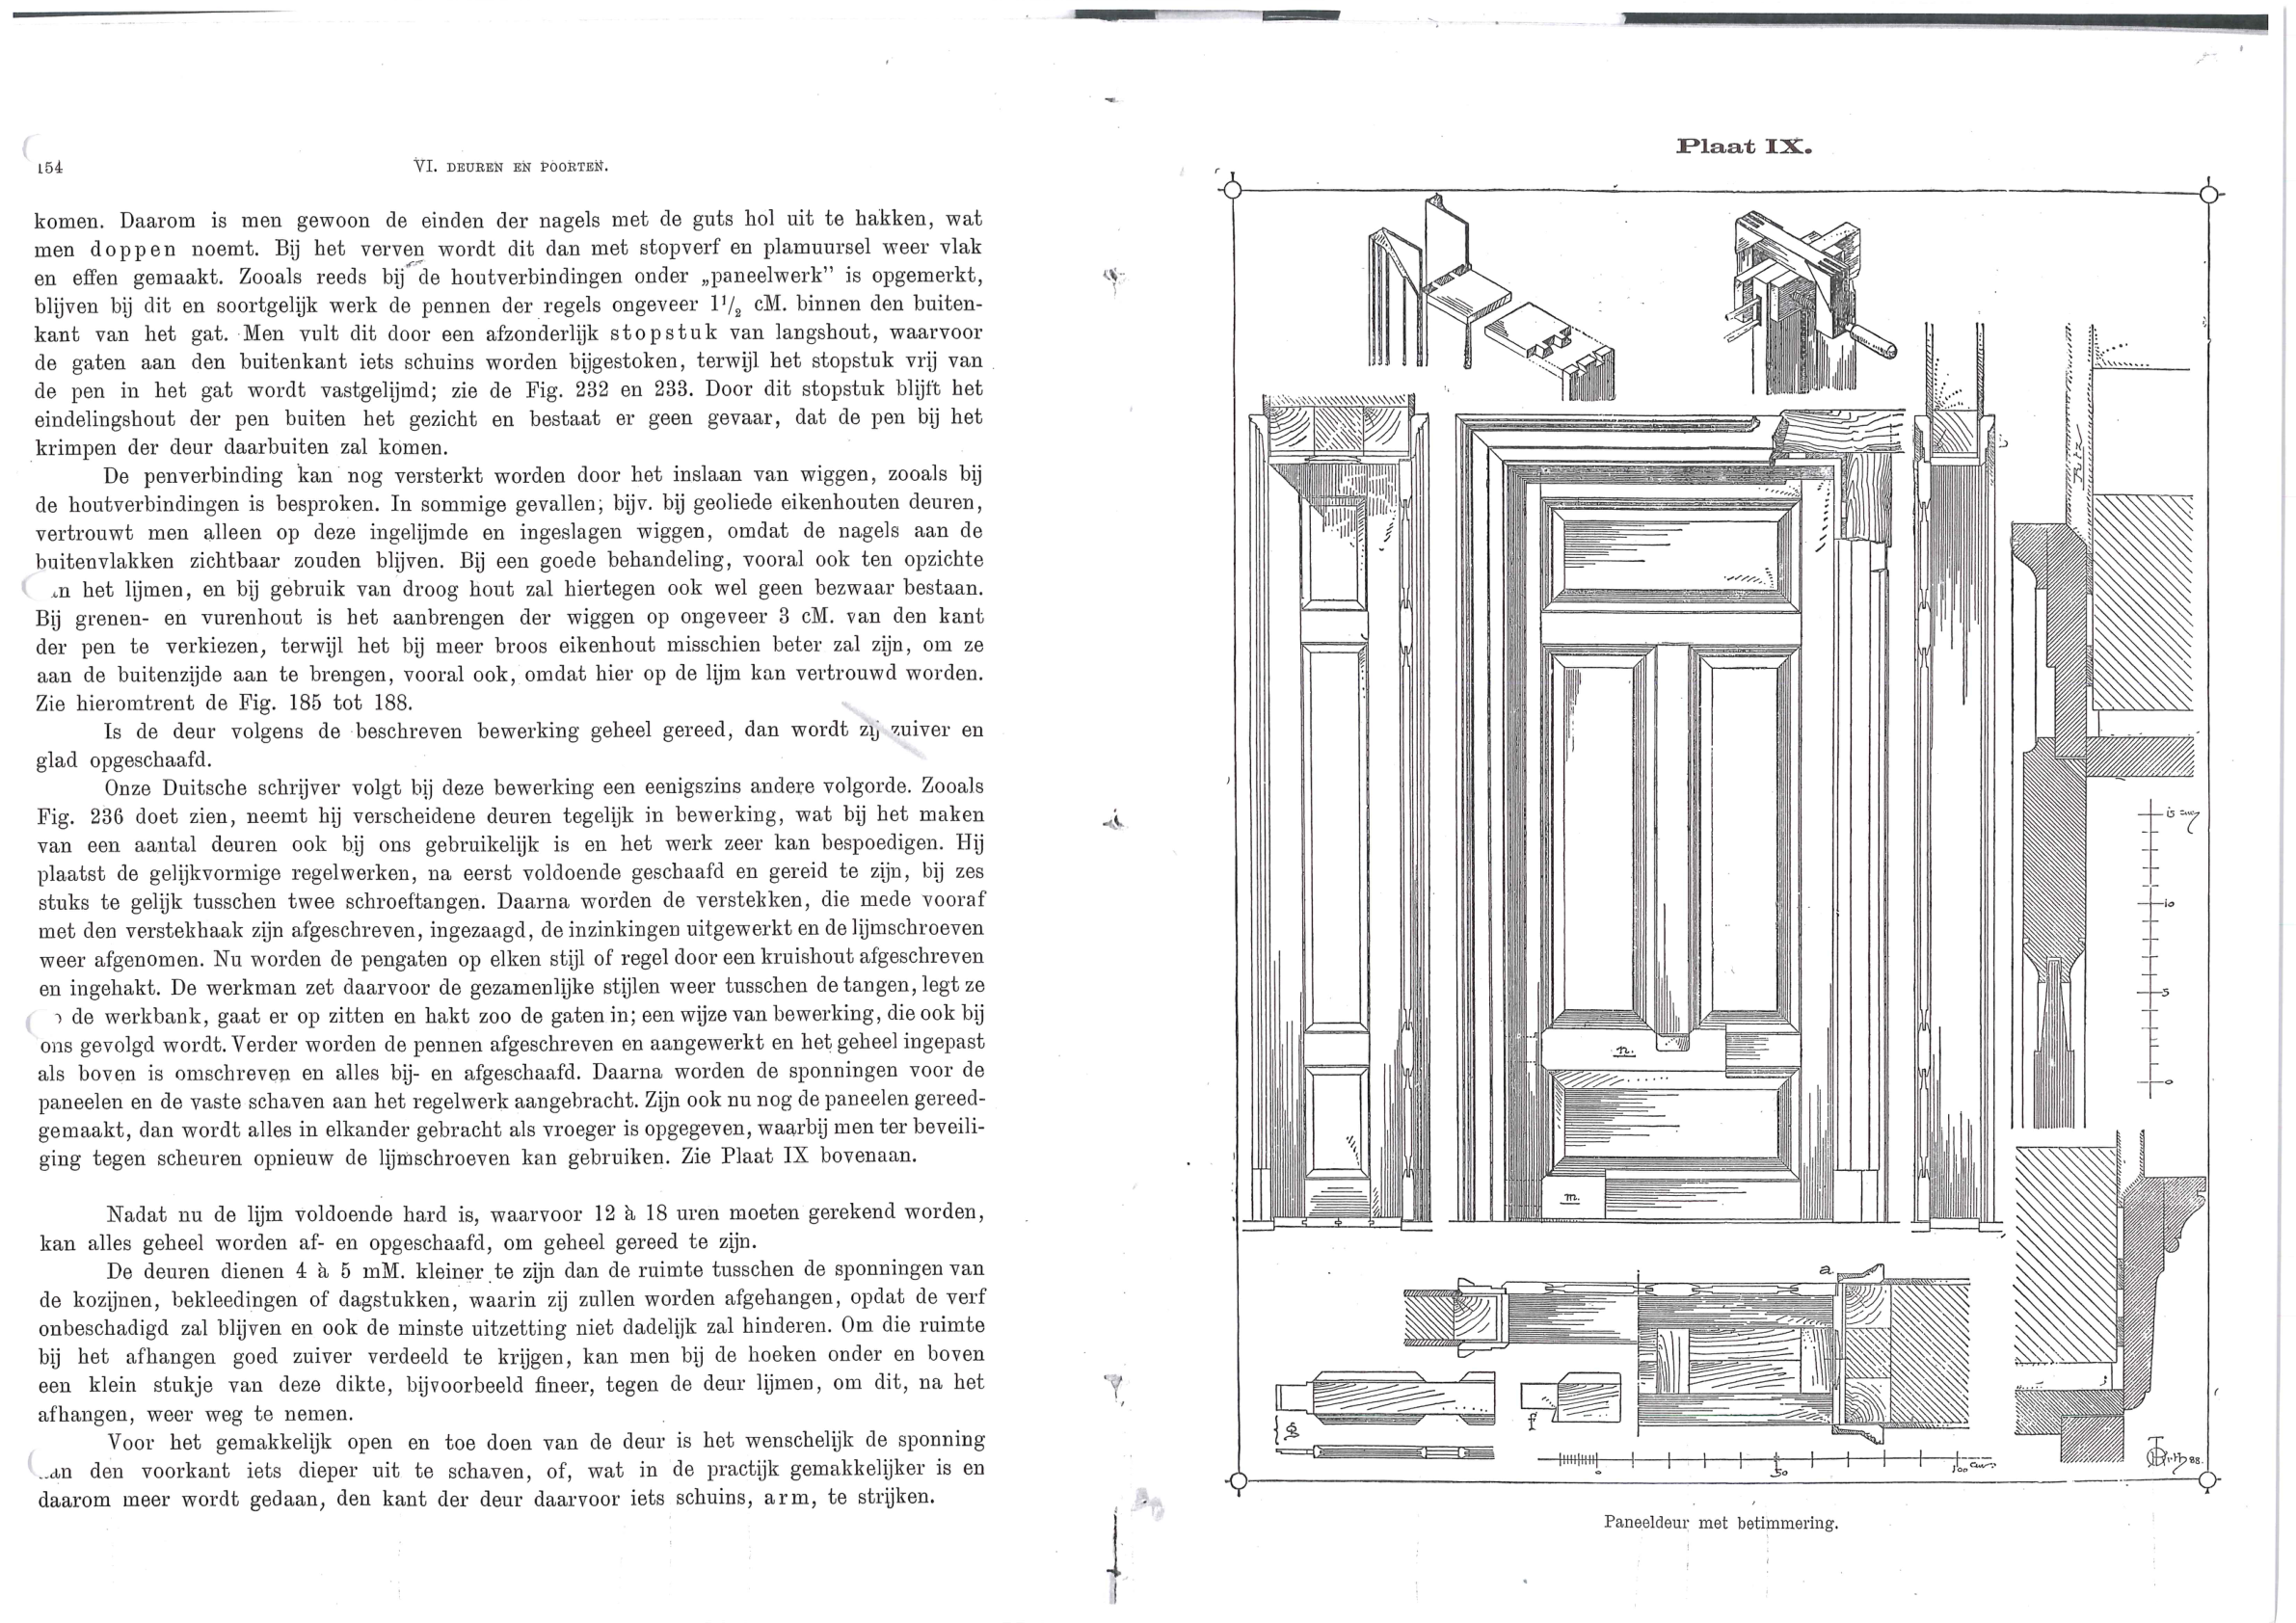 154
VI. DEUREN EN POORTEN.
komen. Daarom is men gewoon de einden der nagels met de guts hol uit te hakken, wat
men doppen noemt. Bij het verven wordt dit dan met stopverf en plamuursel weer vlak
en effen gemaakt. Zooals reeds bij de houtverbindingen onder „paneelwerk” is opgemerkt,
blijven bij dit en soortgelijk werk de pennen der regels ongeveer 1½ cM. binnen den buiten-
kant van het gat. Men vult dit door een afzonderlijk stopstuk van langshout, waarvoor
de gaten aan den buitenkant iets schuins worden bijgestoken, terwijl het stopstuk vrij van
de pen in het gat wordt vastgelijmd; zie de Fig. 232 en 233. Door dit stopstuk blijft het
eindelingshout der pen buiten het gezicht en bestaat er geen gevaar, dat de pen bij het
krimpen der deur daarbuiten zal komen.
De penverbinding kan nog versterkt worden door het inslaan van wiggen, zooals bij
de houtverbindingen is besproken. In sommige gevallen; bijv. bij geoliede eikenhouten deuren,
vertrouwt men alleen op deze ingelijmde en ingeslagen wiggen, omdat de nagels aan de
buitenvlakken zichtbaar zouden blijven. Bij een goede behandeling, vooral ook ten opzichte
n het lijmen, en bij gebruik van droog hout zal hiertegen ook wel geen bezwaar bestaan.
Bij grenen- en vurenhout is het aanbrengen der wiggen op ongeveer 3 cM. van den kant
der pen te verkiezen, terwijl het bij meer broos eikenhout misschien beter zal zijn, om ze
aan de buitenzijde aan te brengen, vooral ook, omdat hier op de lijm kan vertrouwd worden.
Zie hieromtrent de Fig. 185 tot 188.
Is de deur volgens de beschreven bewerking geheel gereed, dan wordt zij zuiver en
glad opgeschaafd.
Onze Duitsche schrijver volgt bij deze bewerking een eenigszins andere volgorde. Zooals
Fig. 236 doet zien, neemt hij verscheidene deuren tegelijk in bewerking, wat bij het maken
van een aantal deuren ook bij ons gebruikelijk is en het werk zeer kan bespoedigen. Hij
plaatst de gelijkvormige regelwerken, na eerst voldoende geschaafd en gereid te zijn, bij zes
stuks te gelijk tusschen twee schroeftangen. Daarna worden de verstekken, die mede vooraf
met den verstekhaak zijn afgeschreven, ingezaagd, de inzinkingen uitgewerkt en de lijmschroeven
weer afgenomen. Nu worden de pengaten op elken stijl of regel door een kruishout afgeschreven
en ingehakt. De werkman zet daarvoor de gezamenlijke stijlen weer tusschen de tangen, legt ze
de werkbank, gaat er op zitten en hakt zoo de gaten in; een wijze van bewerking, die ook bij
ons gevolgd wordt. Verder worden de pennen afgeschreven en aangewerkt en het geheel ingepast
als boven is omschreven en alles bij- en afgeschaafd. Daarna worden de sponningen voor de
paneelen en de vaste schaven aan het regelwerk aangebracht. Zijn ook nu nog de paneelen gereed-
gemaakt, dan wordt alles in elkander gebracht als vroeger is opgegeven, waarbij men ter beveili-
ging tegen scheuren opnieuw de lijmschroeven kan gebruiken. Zie Plaat IX bovenaan.
Nadat nu de lijm voldoende hard is, waarvoor 12 à 18 uren moeten gerekend worden,
kan alles geheel worden af- en opgeschaafd, om geheel gereed te zijn.
De deuren dienen 4 à 5 mM. kleiner te zijn dan de ruimte tusschen de sponningen van
de kozijnen, bekleedingen of dagstukken, waarin zij zullen worden afgehangen, opdat de verf
onbeschadigd zal blijven en ook de minste uitzetting niet dadelijk zal hinderen. Om die ruimte
bij het afhangen goed zuiver verdeeld te krijgen, kan men bij de hoeken onder en boven
een klein stukje van deze dikte, bijvoorbeeld fineer, tegen de deur lijmen, om dit, na het
afhangen, weer weg te nemen.
Voor het gemakkelijk open en toe doen van de deur is het wenschelijk de sponning
an den voorkant iets dieper uit te schaven, of, wat in de practijk gemakkelijker is en
daarom meer wordt gedaan, den kant der deur daarvoor iets schuins, arm, te strijken.
Plaat IX.
15
10
5
0
n.
m.
a
g
f
0
50
100
88.
Paneeldeur met betimmering.